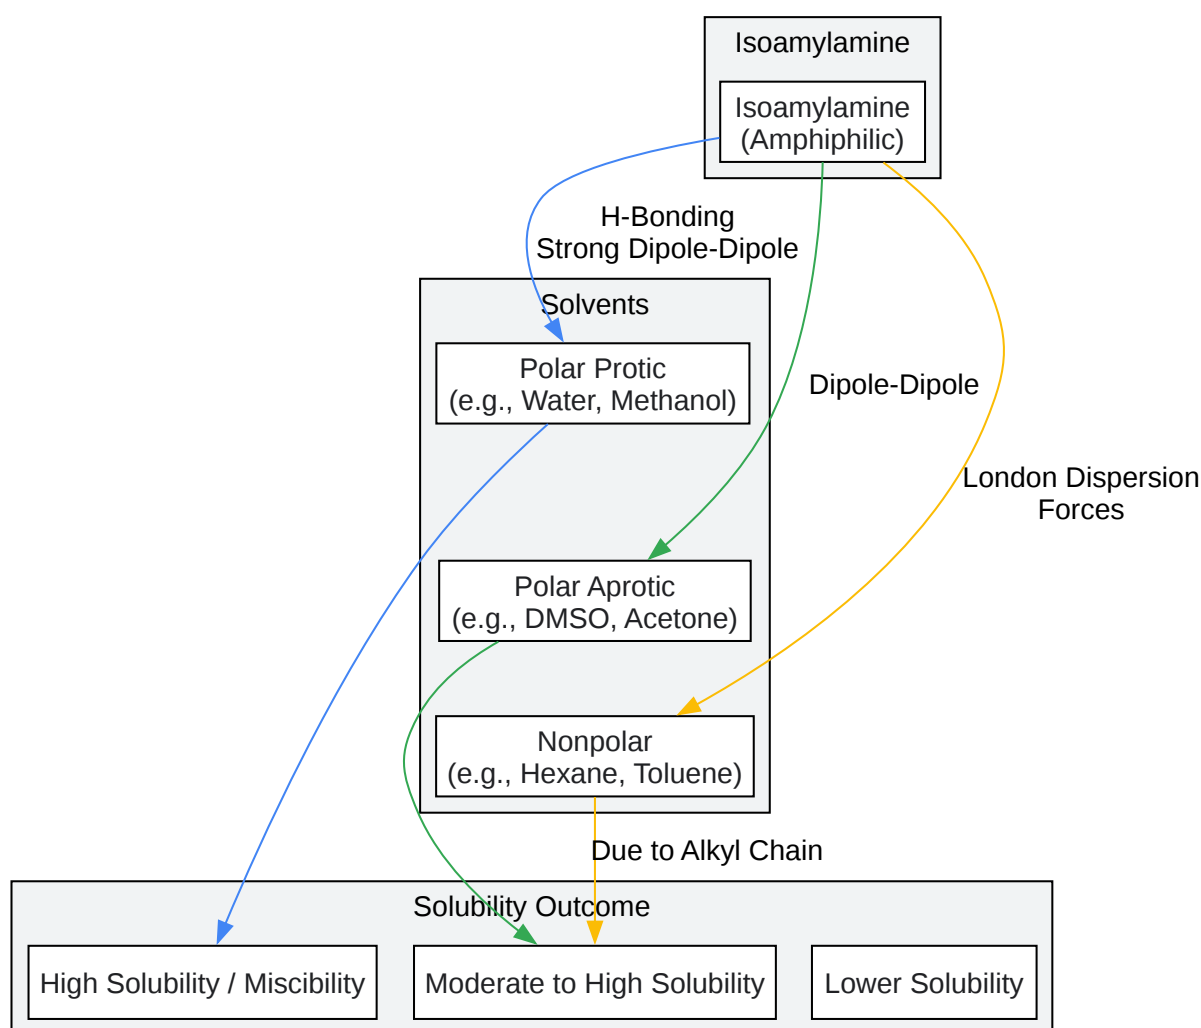 Isoamylamine
Isoamylamine
(Amphiphilic)
H-Bonding
Strong Dipole-Dipole
Solvents
Polar Protic
(e.g., Water, Methanol)
Dipole-Dipole
London Dispersion
Forces
Polar Aprotic
(e.g., DMSO, Acetone)
Nonpolar
(e.g., Hexane, Toluene)
Due to Alkyl Chain
Solubility Outcome
High Solubility / Miscibility
Moderate to High Solubility
Lower Solubility